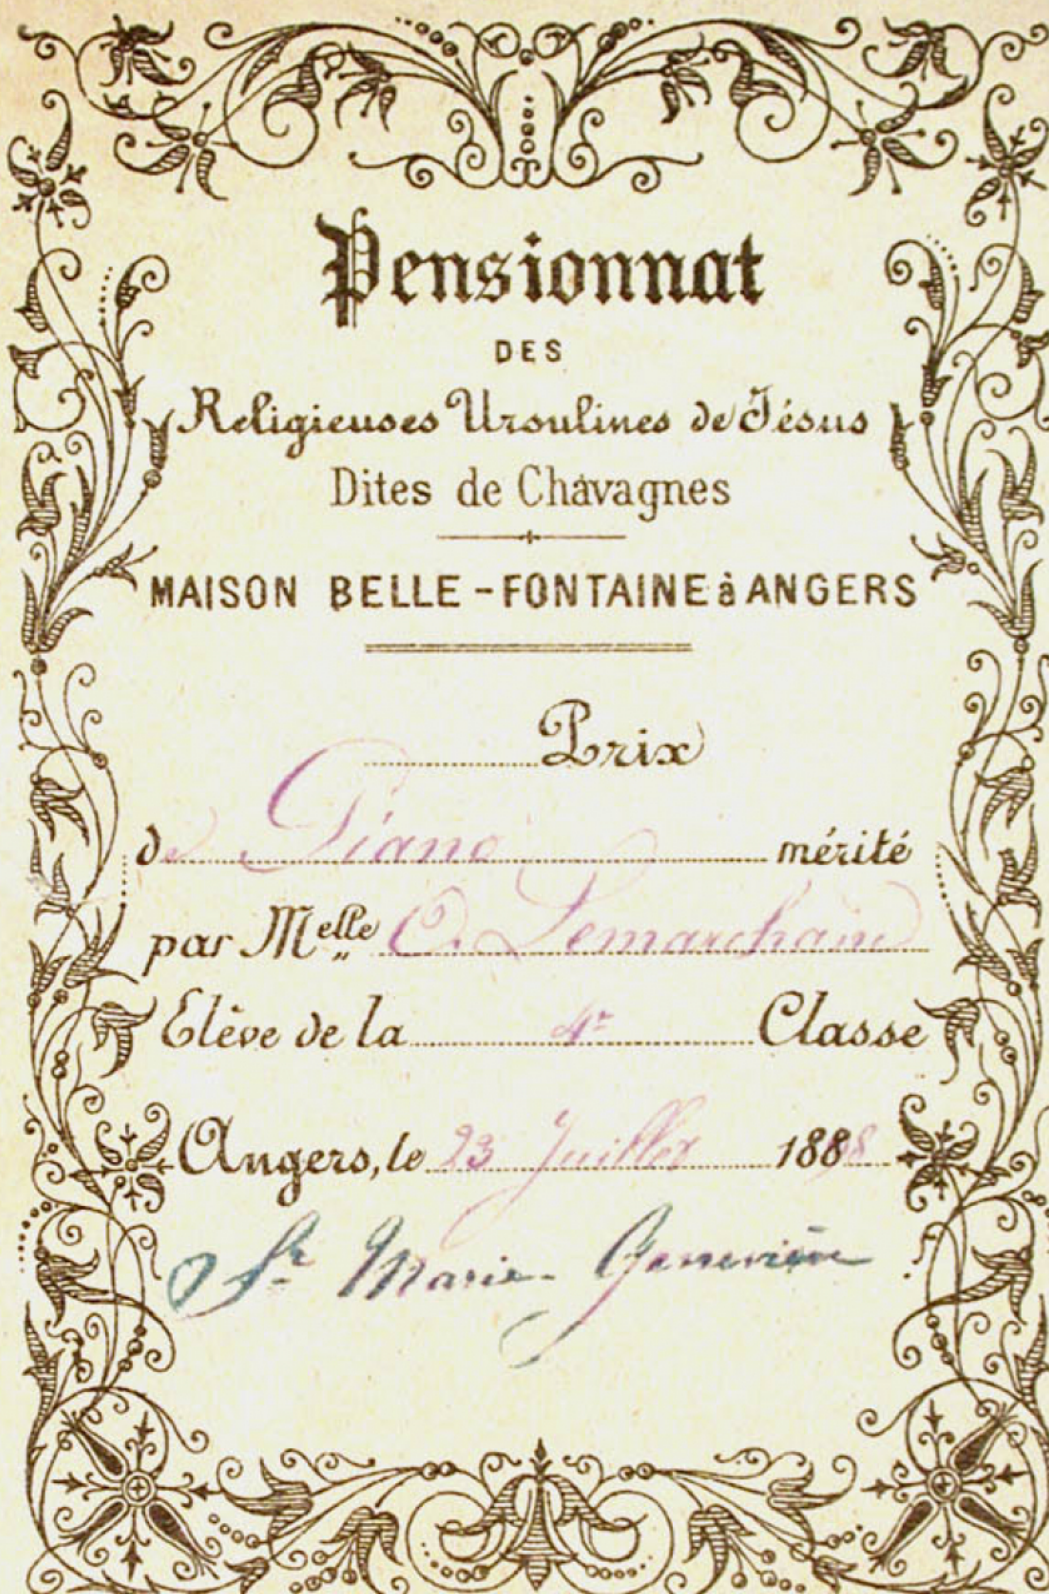 Pensionnat
DES
Religieuses Ursulines de Jésus
Dites de Chavagnes
MAISON BELLE-FONTAINE à ANGERS
Prix
de Piano mérité
par Melle C. Lemarchand
Elève de la 4e Classe
Angers, le 23 Juillet 1888
Sr Marie-Geneviève